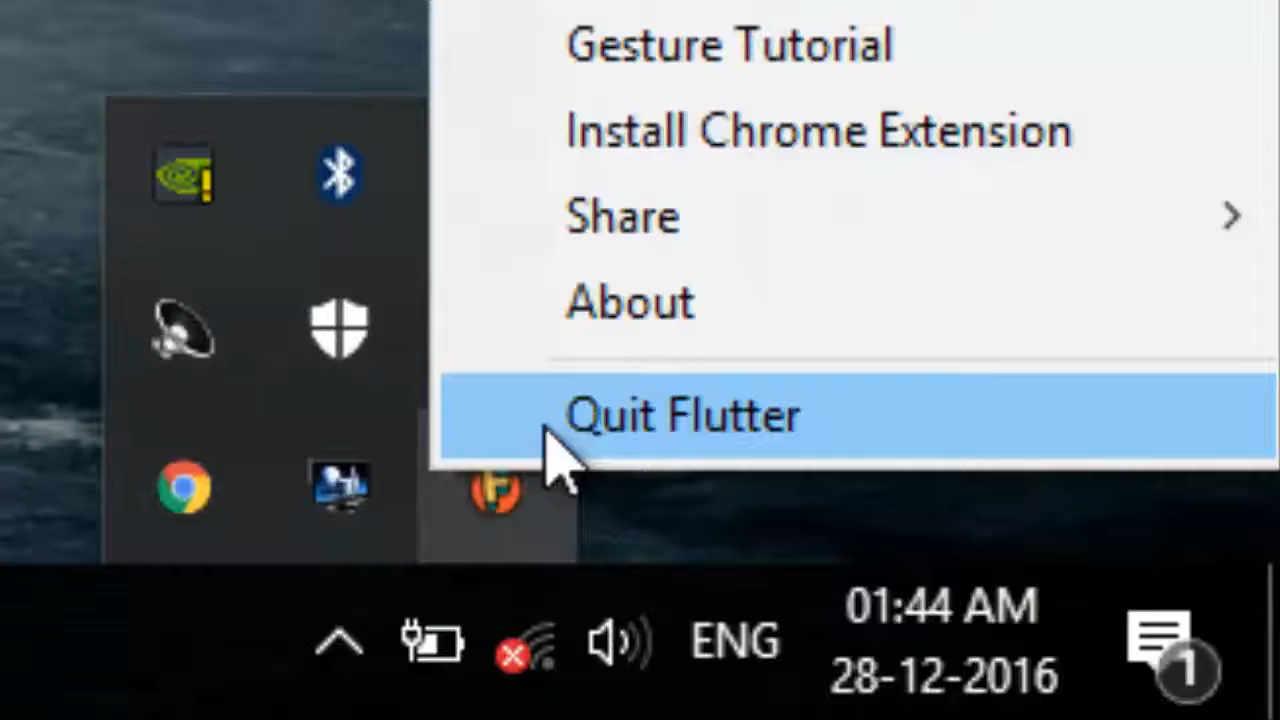 Gesture Tutorial
Install Chrome Extension
Share
About
Quit Flutter
ENG
01:44 AM
28-12-2016
1